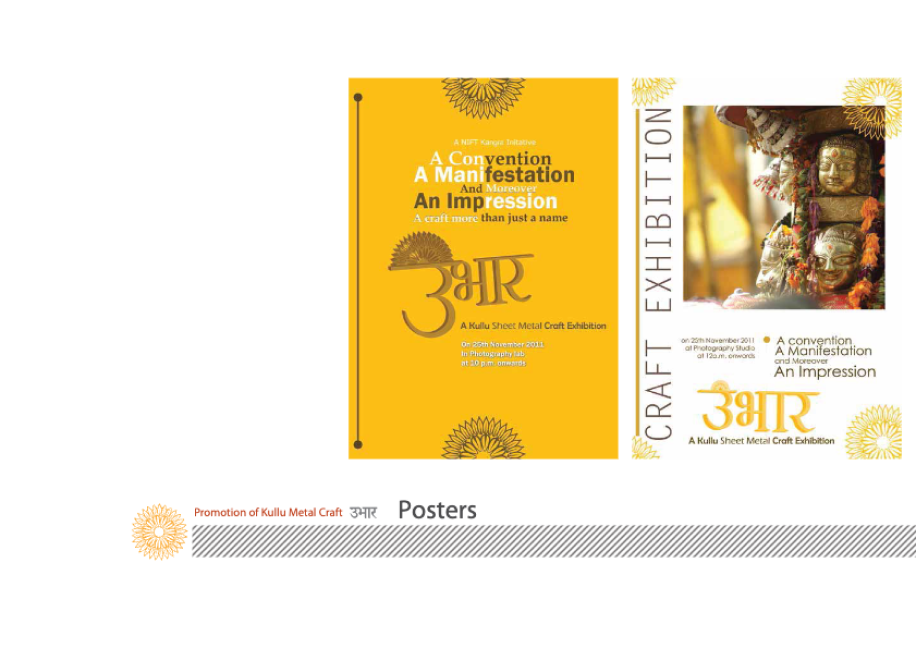 A NIFT Kangra Initiative
A Convention
A Manifestation
And Moreover
An Impression
A craft more than just a name
उभार
A Kullu Sheet Metal Craft Exhibition
On 25th November 2011
In Photography lab
at 10 p.m. onwards
CRAFT EXHIBITION
on 25th November 2011
at Photography Studio
at 12p.m. onwards
A convention
A Manifestation
and Moreover
An Impression
उभार
A Kullu Sheet Metal Craft Exhibition
Promotion of Kullu Metal Craft उभार Posters